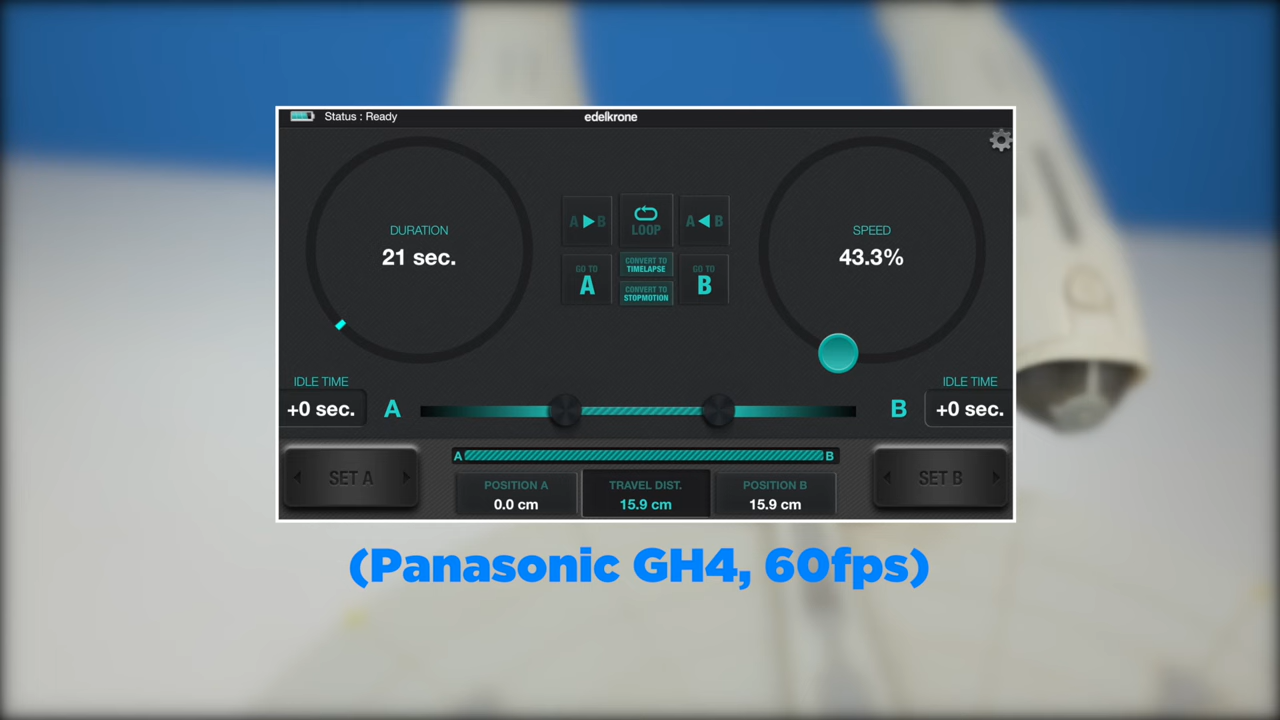 Status : Ready
edelkrone
DURATION
21 sec.
A ▶ B
LOOP
A ◀ B
SPEED
43.3%
GO TO
A
CONVERT TO
TIMELAPSE
CONVERT TO
STOPMOTION
GO TO
B
IDLE TIME
+0 sec.
A
B
IDLE TIME
+0 sec.
SET A
A
B
SET B
POSITION A
0.0 cm
TRAVEL DIST.
15.9 cm
POSITION B
15.9 cm
(Panasonic GH4, 60fps)